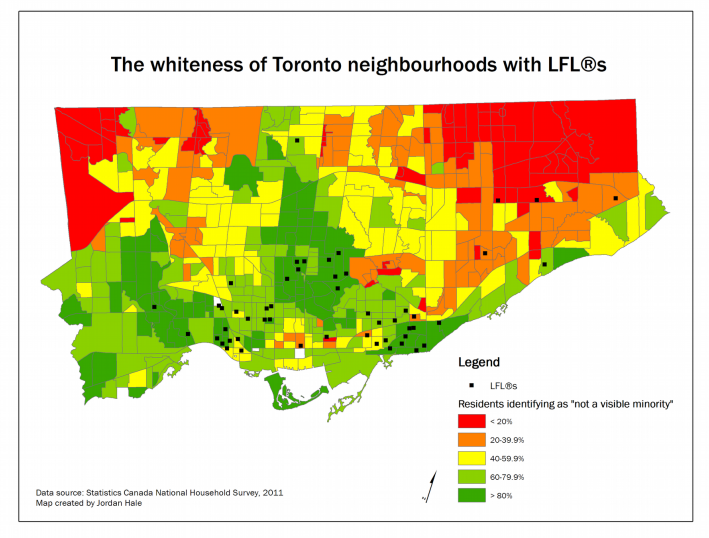 The whiteness of Toronto neighbourhoods with LFL®s
Legend
LFL®s
Residents identifying as "not a visible minority"
< 20%
20-39.9%
40-59.9%
60-79.9%
> 80%
Data source: Statistics Canada National Household Survey, 2011
Map created by Jordan Hale